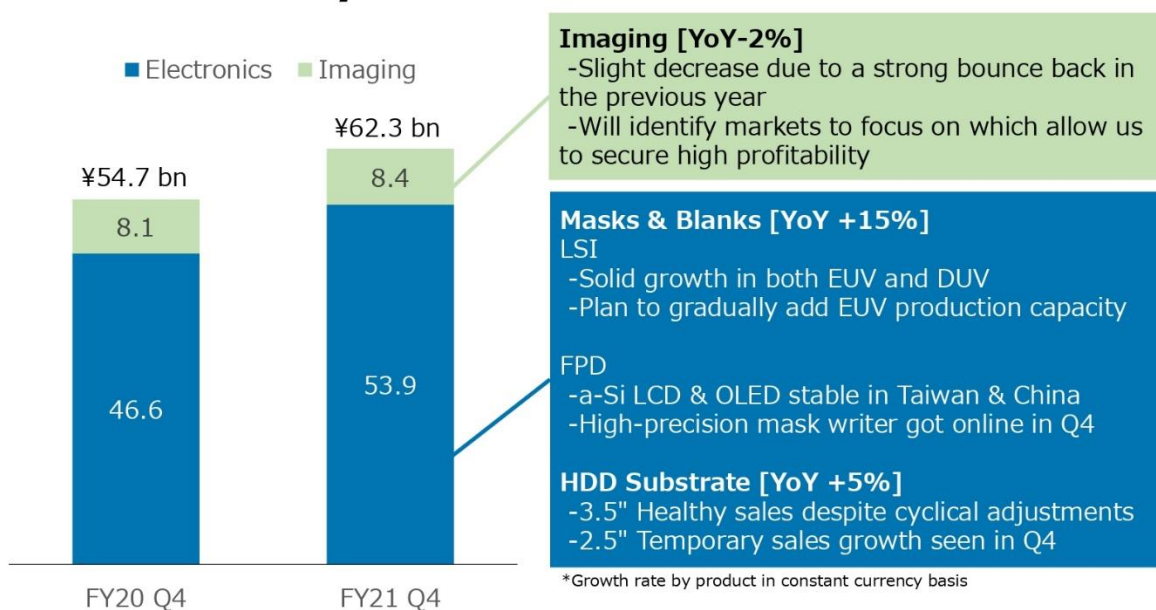 Electronics Imaging
¥54.7 bn
8.1
46.6
FY20 Q4
¥62.3 bn
8.4
53.9
FY21 Q4
Imaging [YoY-2%]
-Slight decrease due to a strong bounce back in
the previous year
-Will identify markets to focus on which allow us
to secure high profitability
Masks & Blanks [YoY +15%]
LSI
-Solid growth in both EUV and DUV
-Plan to gradually add EUV production capacity
FPD
-a-Si LCD & OLED stable in Taiwan & China
-High-precision mask writer got online in Q4
HDD Substrate [YoY +5%]
-3.5" Healthy sales despite cyclical adjustments
-2.5" Temporary sales growth seen in Q4
*Growth rate by product in constant currency basis